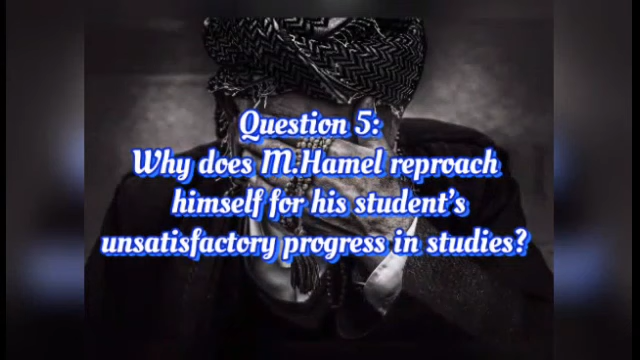 Question 5:
Why does M.Hamel reproach
himself for his student's
unsatisfactory progress in studies?